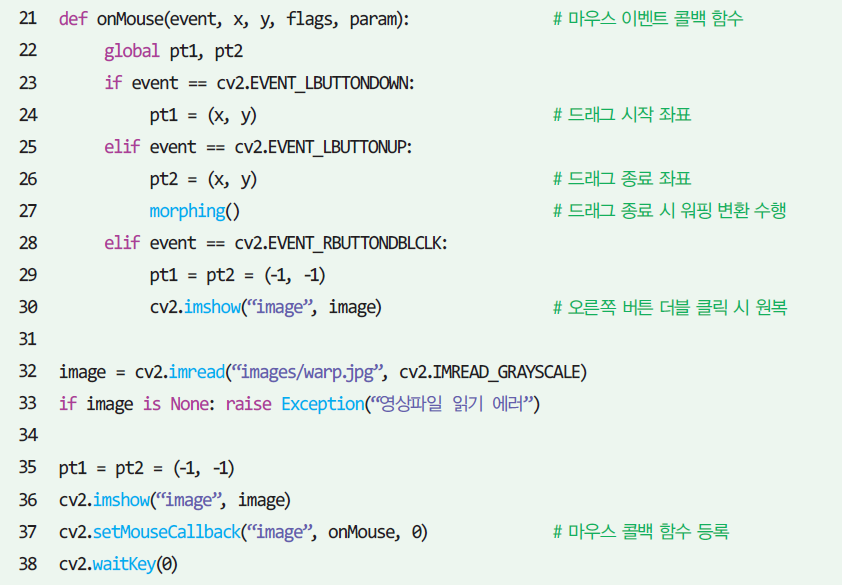 21 def onMouse(event, x, y, flags, param): # 마우스 이벤트 콜백 함수
22 global pt1, pt2
23 if event == cv2.EVENT_LBUTTONDOWN:
24 pt1 = (x, y) # 드래그 시작 좌표
25 elif event == cv2.EVENT_LBUTTONUP:
26 pt2 = (x, y) # 드래그 종료 좌표
27 morphing() # 드래그 종료 시 워핑 변환 수행
28 elif event == cv2.EVENT_RBUTTONDBLCLK:
29 pt1 = pt2 = (-1, -1)
30 cv2.imshow(“image”, image) # 오른쪽 버튼 더블 클릭 시 원복
31
32 image = cv2.imread(“images/warp.jpg”, cv2.IMREAD_GRAYSCALE)
33 if image is None: raise Exception(“영상파일 읽기 에러”)
34
35 pt1 = pt2 = (-1, -1)
36 cv2.imshow(“image”, image)
37 cv2.setMouseCallback(“image”, onMouse, 0) # 마우스 콜백 함수 등록
38 cv2.waitKey(0)